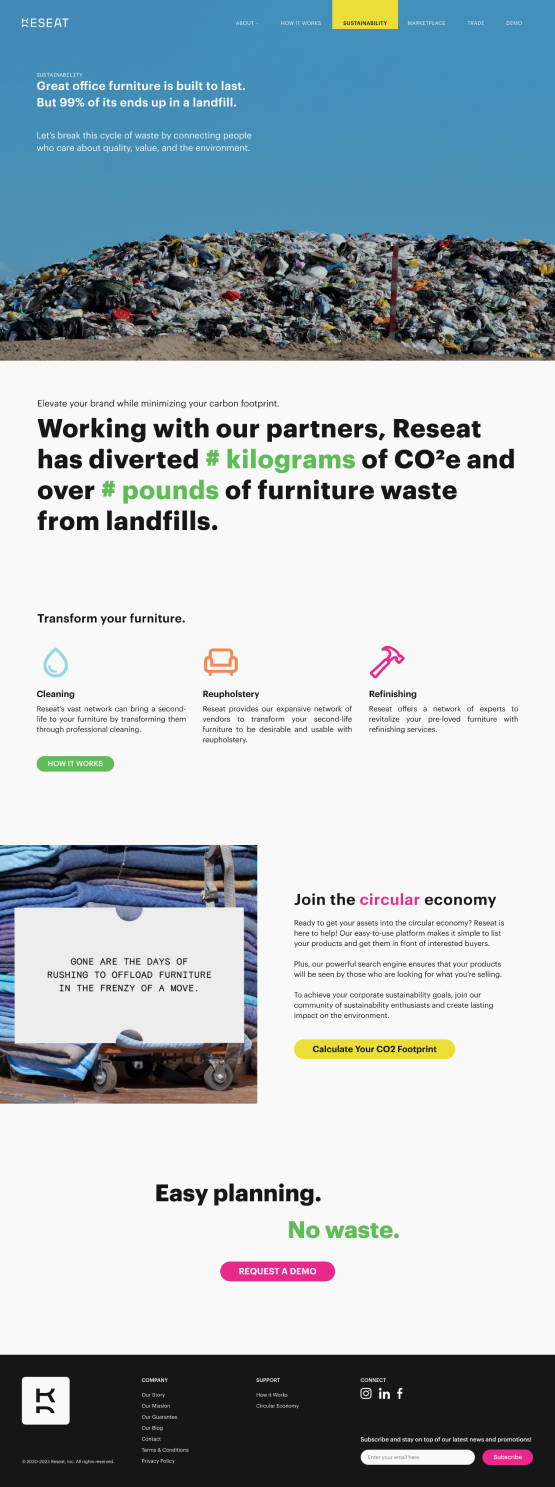 RESEAT
ABOUT
HOW IT WORKS
SUSTAINABILITY
MARKETPLACE
TRADE
DEMO
SUSTAINABILITY
Great office furniture is built to last.
But 99% of its ends up in a landfill.
Let's break this cycle of waste by connecting people
who care about quality, value, and the environment.
Elevate your brand while minimizing your carbon footprint.
Working with our partners, Reseat
has diverted # kilograms of CO²e and
over # pounds of furniture waste
from landfills.
Transform your furniture.
Cleaning
Reseat's vast network can bring a second-
life to your furniture by transforming them
through professional cleaning.
Reupholstery
Reseat provides our expansive network of
vendors to transform your second-life
furniture to be desirable and usable with
reupholstery.
Refinishing
Reseat offers a network of experts to
revitalize your pre-loved furniture with
refinishing services.
HOW IT WORKS
GONE ARE THE DAYS OF
RUSHING TO OFFLOAD FURNITURE
IN THE FRENZY OF A MOVE.
Join the circular economy
Ready to get your assets into the circular economy? Reseat is
here to help! Our easy-to-use platform makes it simple to list
your products and get them in front of interested buyers.
Plus, our powerful search engine ensures that your products
will be seen by those who are looking for what you're selling.
To achieve your corporate sustainability goals, join our
community of sustainability enthusiasts and create lasting
impact on the environment.
Calculate Your CO2 Footprint
Easy planning.
No waste.
REQUEST A DEMO
© 2020-2023 Reseat, Inc. All rights reserved.
COMPANY
Our Story
Our Mission
Our Guarantee
Our Blog
Contact
Terms & Conditions
Privacy Policy
SUPPORT
How it Works
Circular Economy
CONNECT
Subscribe and stay on top of our latest news and promotions!
Enter your email here
Subscribe